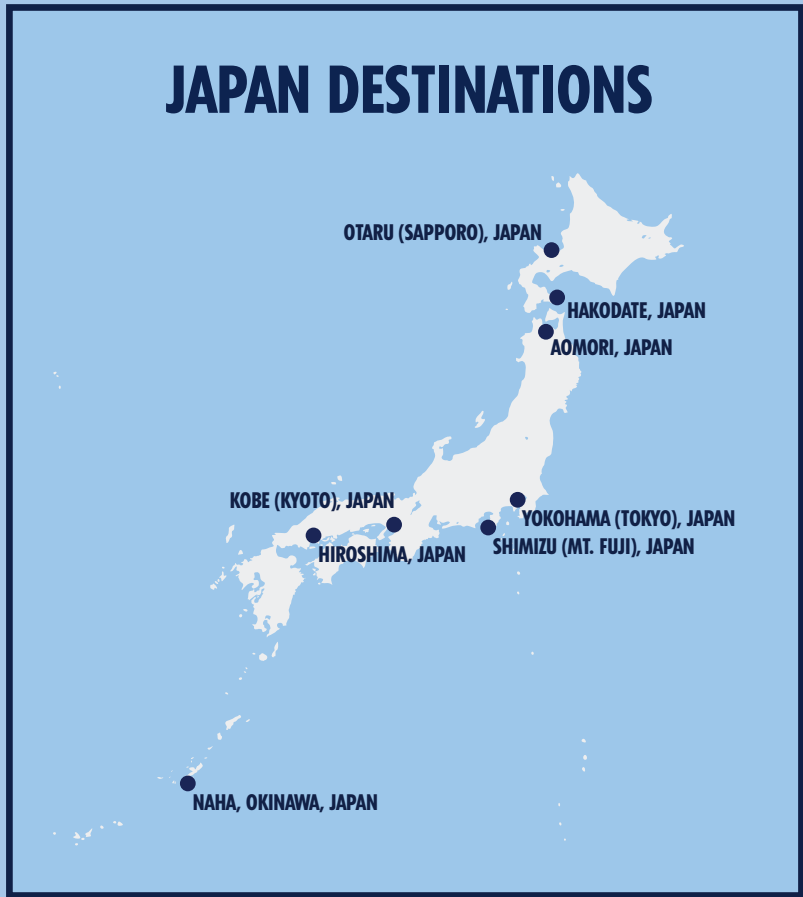 JAPAN DESTINATIONS
OTARU (SAPPORO), JAPAN
HAKODATE, JAPAN
AOMORI, JAPAN
KOBE (KYOTO), JAPAN
YOKOHAMA (TOKYO), JAPAN
SHIMIZU (MT. FUJI), JAPAN
HIROSHIMA, JAPAN
NAHA, OKINAWA, JAPAN